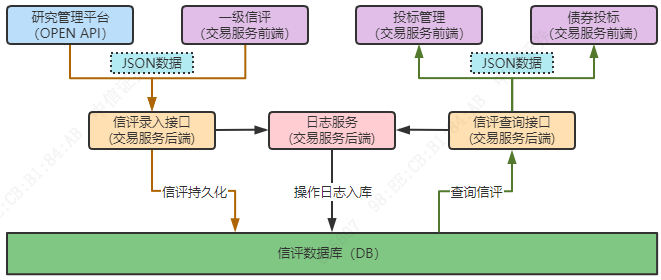 研究管理平台
（OPEN API）
一级信评
（交易服务前端）
投标管理
（交易服务前端）
债券投标
（交易服务前端）
JSON数据
JSON数据
信评录入接口
(交易服务后端)
日志服务
(交易服务后端)
信评查询接口
(交易服务后端)
信评持久化
操作日志入库
查询信评
信评数据库（DB）